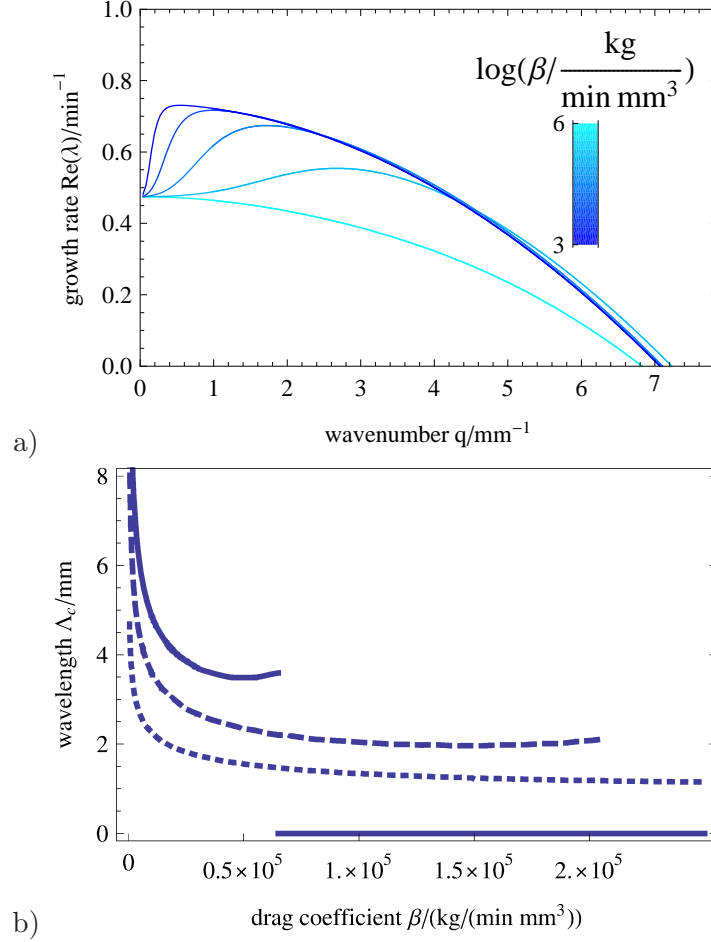 1.0
0.8
0.6
0.4
0.2
0.0
growth rate Re(λ)/min⁻¹
log(β/ kg / min mm³ )
6
3
0 1 2 3 4 5 6 7
wavenumber q/mm⁻¹
a)
8
6
4
2
0
wavelength Λ_c/mm
0 0.5×10⁵ 1.×10⁵ 1.5×10⁵ 2.×10⁵
drag coefficient β/(kg/(min mm³))
b)